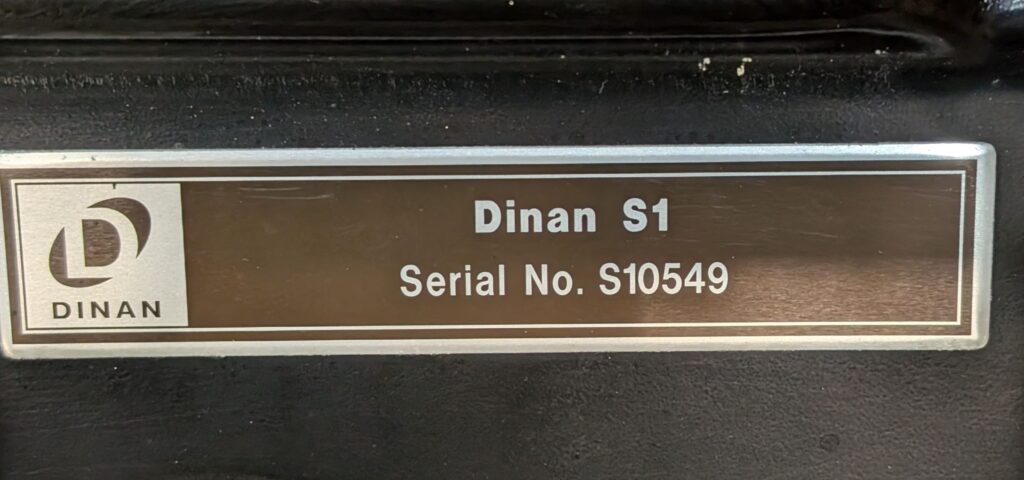 Dinan S1
Serial No. S10549
DINAN